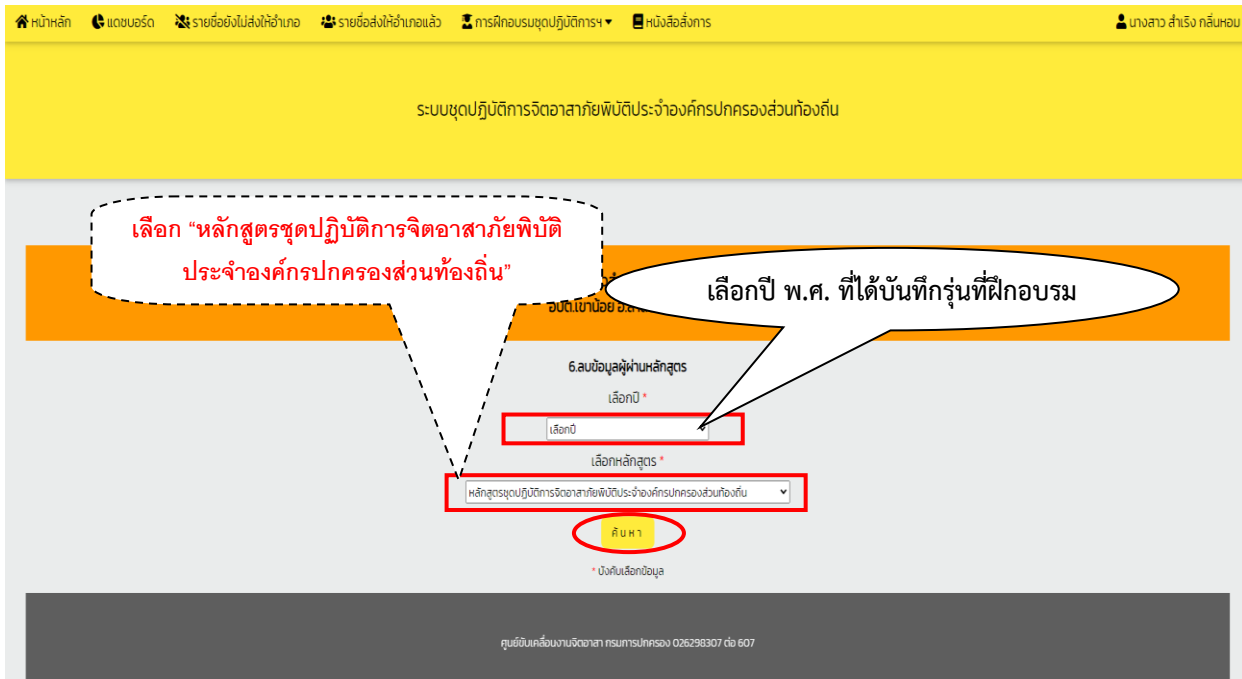 หน้าหลัก แดชบอร์ด รายชื่อยังไม่ส่งให้อำเภอ รายชื่อส่งให้อำเภอแล้ว การฝึกอบรมชุดปฏิบัติการฯ หนังสือสั่งการ นางสาว สำเริง กลิ่นหอม
ระบบชุดปฏิบัติการจิตอาสาภัยพิบัติประจำองค์กรปกครองส่วนท้องถิ่น
เลือก “หลักสูตรชุดปฏิบัติการจิตอาสาภัยพิบัติ
ประจำองค์กรปกครองส่วนท้องถิ่น”
เลือกปี พ.ศ. ที่ได้บันทึกรุ่นที่ฝึกอบรม
อบต.เขาน้อย
6.ลบข้อมูลผู้ผ่านหลักสูตร
เลือกปี *
เลือกปี
เลือกหลักสูตร *
หลักสูตรชุดปฏิบัติการจิตอาสาภัยพิบัติประจำองค์กรปกครองส่วนท้องถิ่น
ค้นหา
* บังคับเลือกข้อมูล
ศูนย์ขับเคลื่อนงานจิตอาสา กรมการปกครอง 026298307 ต่อ 607